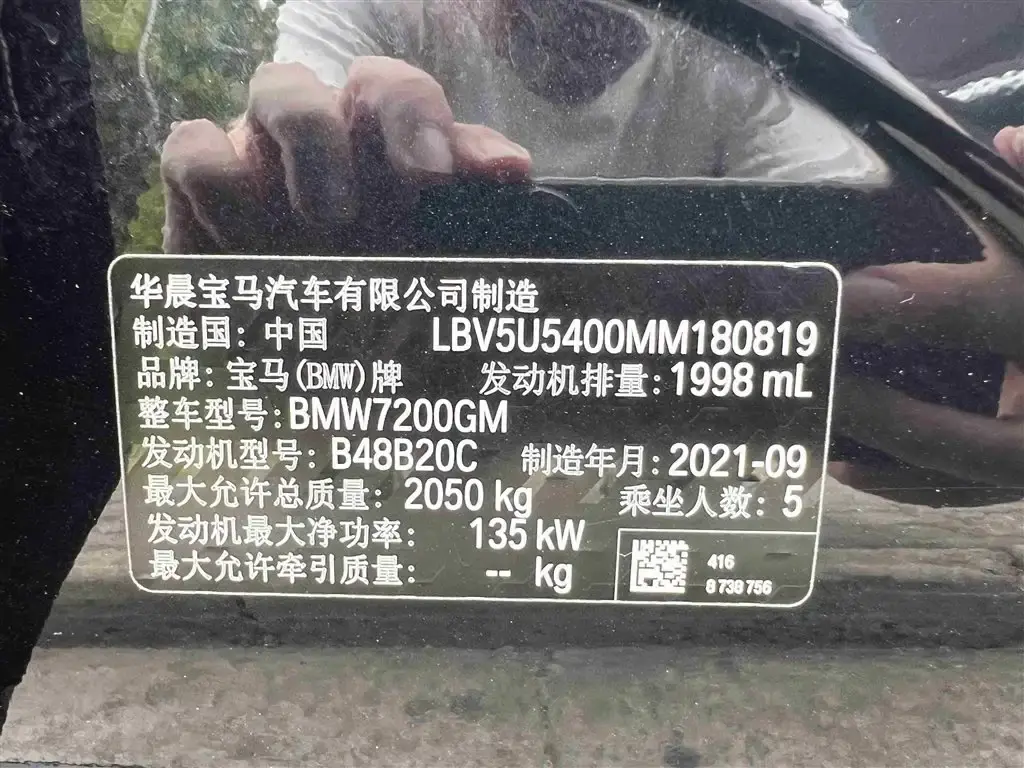 华晨宝马汽车有限公司制造
制造国: 中国 LBV5U5400MM180819
品牌: 宝马(BMW)牌 发动机排量: 1998 mL
整车型号: BMW7200GM
发动机型号: B48B20C 制造年月: 2021-09
最大允许总质量: 2050 kg 乘坐人数: 5
发动机最大净功率: 135 kW
最大允许牵引质量: -- kg
416
8 738 756